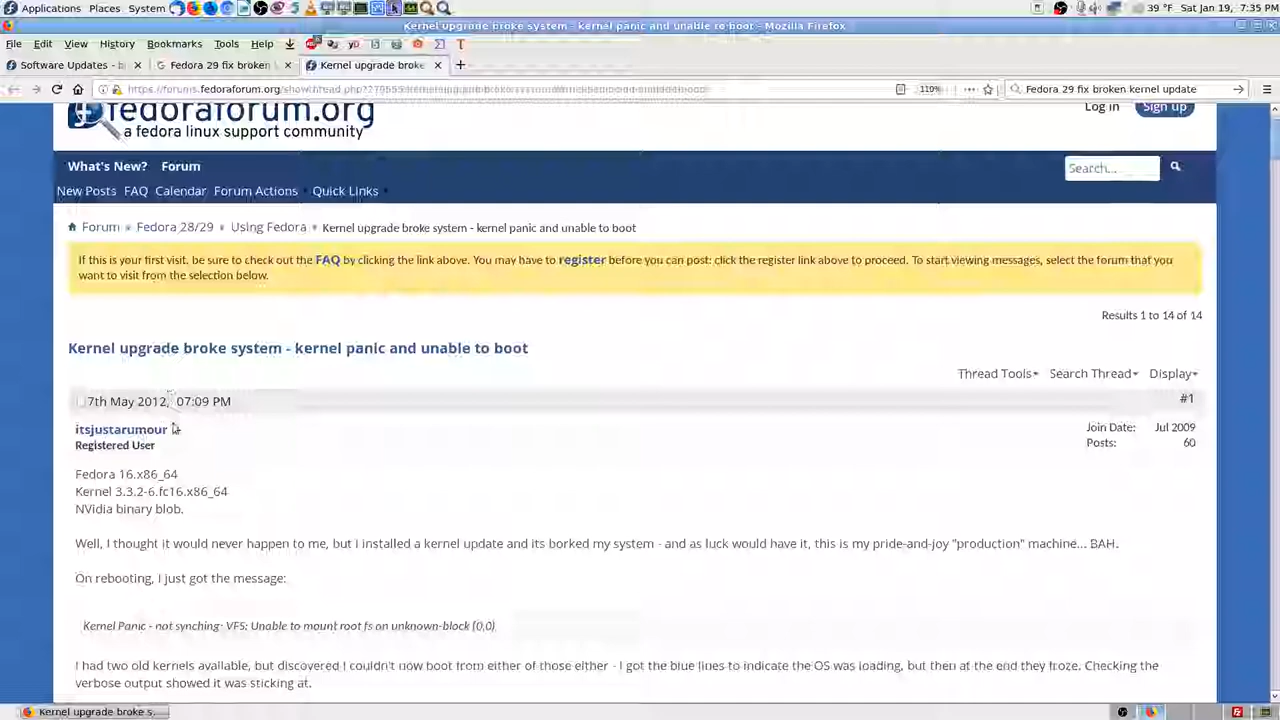 Applications Places System 39 °F Sat Jan 19, 7:35 PM
Kernel upgrade broke system - kernel panic and unable to boot - Mozilla Firefox
File Edit View History Bookmarks Tools Help
Software Updates - Fedora 29 fix broken Kernel upgrade broke
fedoraforum.org 119% Fedora 29 fix broken kernel update
fedoraforum.org Log in Sign up
a fedora linux support community
What's New? Forum Search...
New Posts FAQ Calendar Forum Actions Quick Links
Forum Fedora 28/29 Using Fedora Kernel upgrade broke system - kernel panic and unable to boot
If this is your first visit, be sure to check out the FAQ by clicking the link above. You may have to register before you can post: click the register link above to proceed. To start viewing messages, select the forum that you
want to visit from the selection below.
Results 1 to 14 of 14
Kernel upgrade broke system - kernel panic and unable to boot
Thread Tools Search Thread Display
7th May 2012, 07:09 PM #1
itsjustarumour Join Date: Jul 2009
Registered User Posts: 60
Fedora 16.x86_64
Kernel 3.3.2-6.fc16.x86_64
NVidia binary blob.
Well, I thought it would never happen to me, but i installed a kernel update and its borked my system - and as luck would have it, this is my pride-and-joy "production" machine... BAH.
On rebooting, I just got the message:
Kernel Panic - not synching: VFS: Unable to mount root fs on unknown-block (0,0)
I had two old kernels available, but discovered I couldn't now boot from either of those either - I got the blue lines to indicate the OS was loading, but then at the end they froze. Checking the
verbose output showed it was sticking at.
Kernel upgrade broke s